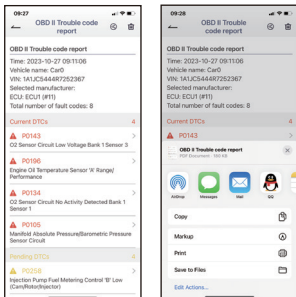 09:27
OBD II Trouble code
report
OBD II Trouble code report
Time: 2023-10-27 09:11:06
Vehicle name: Car0
VIN: 1A1JC5444R7252367
Selected manufacturer:
ECU: ECU1 (#11)
Total number of fault codes: 8
Current DTCs 4
P0143
O2 Sensor Circuit Low Voltage Bank 1 Sensor 3
P0196
Engine Oil Temperature Sensor 'A' Range/
Performance
P0134
O2 Sensor Circuit No Activity Detected Bank 1
Sensor 1
P0105
Manifold Absolute Pressure/Barometric Pressure
Sensor Circuit
Pending DTCs 4
P025B
Injection Pump Fuel Metering Control 'B' Low
(Cam/Rotor/Injector)
09:28
OBD II Trouble
code report
OBD II Trouble code report
Time: 2023-10-27 09:11:06
Vehicle name: Car0
VIN: 1A1JC5444R7252367
Selected manufacturer:
ECU: ECU1 (#11)
Total number of fault codes: 8
Current DTCs 4
P0143
OBD II Trouble code report
PDF Document
AirDrop
Messages
Mail
QQ
Copy
Markup
Print
Save to Files
Edit Actions...